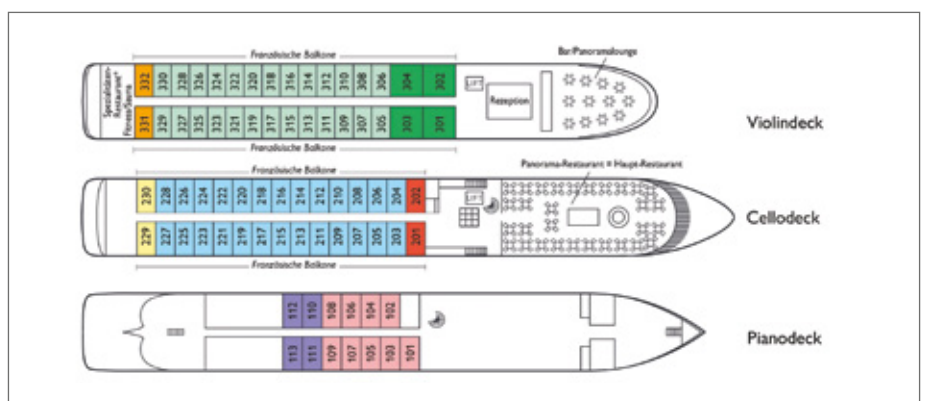 Französische Balkone
Bar/Panoramalounge
Spezialitäten-
Restaurant*
Fitness/Sauna
332 330 328 326 324 322 320 318 316 314 312 310 308 306 304 302
LIFT
Rezeption
331 329 327 325 323 321 319 317 315 313 311 309 307 305 303 301
Violindeck
Französische Balkone
Französische Balkone
Panorama-Restaurant = Haupt-Restaurant
230 228 226 224 222 220 218 216 214 212 210 208 206 204 202
LIFT
229 227 225 223 221 219 217 215 213 211 209 207 205 203 201
Cellodeck
Französische Balkone
112 110 108 106 104 102
113 111 109 107 105 103 101
Pianodeck